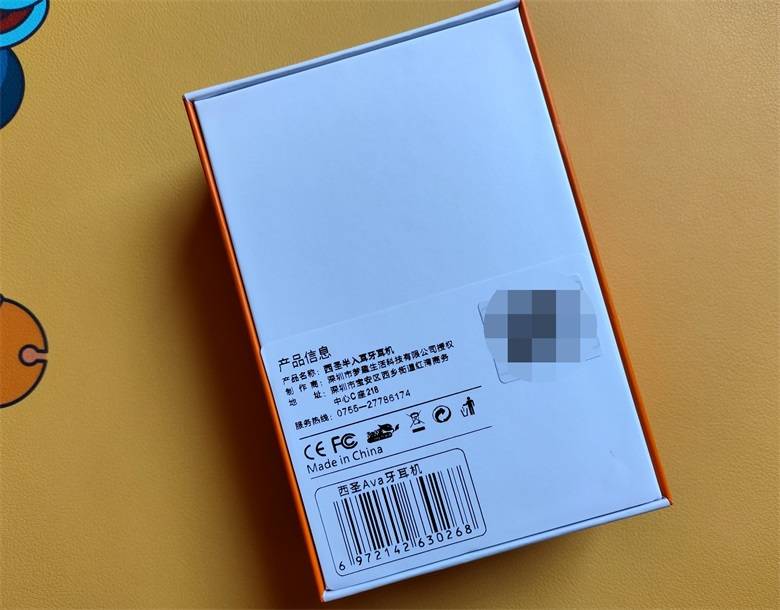 产品信息
产品名称：西圣半入耳牙耳机
制 作 商：深圳市梦星生活科技有限公司授权
地 址：深圳市宝安区西乡街道红湾商务
中心C座218
服务热线：0755-27786174
CE FC
Made in China
西圣Ava牙耳机
6 972142 630268